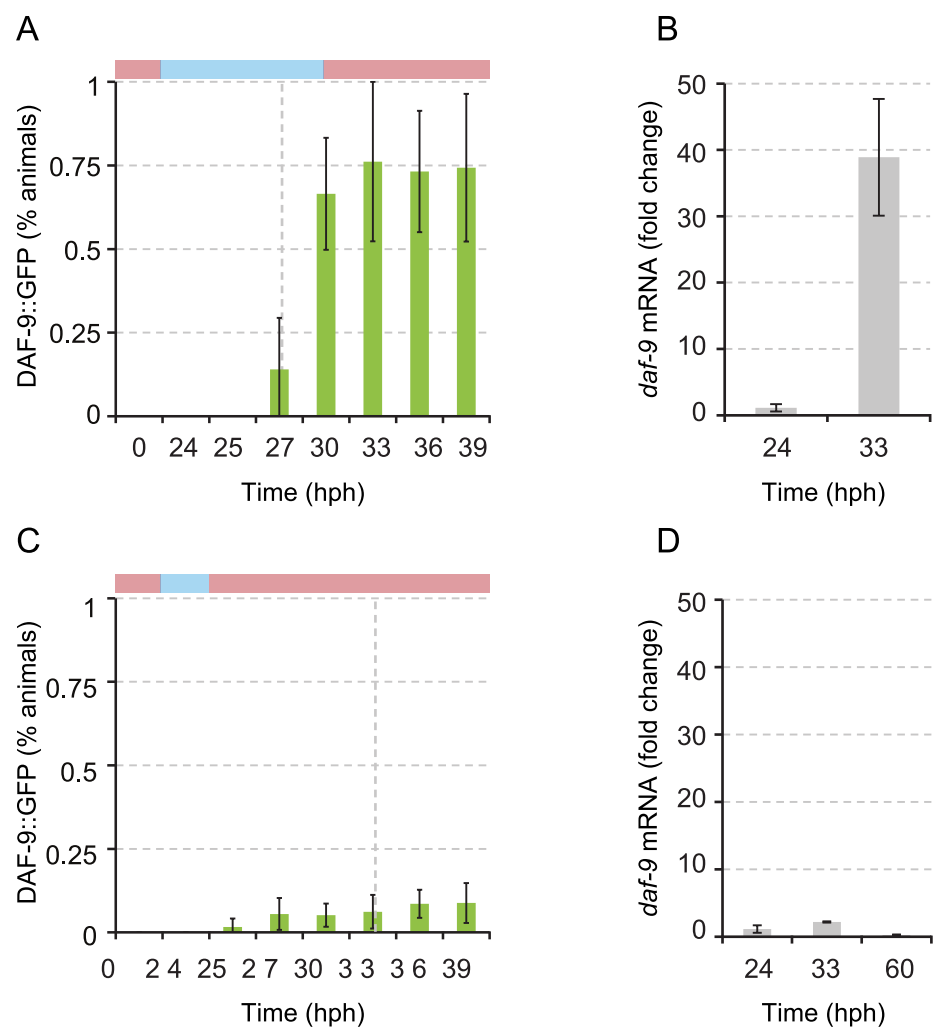 A
DAF-9::GFP (% animals)
1
0.75
0.5
0.25
0
0 24 25 27 30 33 36 39
Time (hph)
B
daf-9 mRNA (fold change)
50
40
30
20
10
0
24 33
Time (hph)
C
DAF-9::GFP (% animals)
1
0.75
0.5
0.25
0
0 2 4 25 2 7 30 3 3 3 6 39
Time (hph)
D
daf-9 mRNA (fold change)
50
40
30
20
10
0
24 33 60
Time (hph)